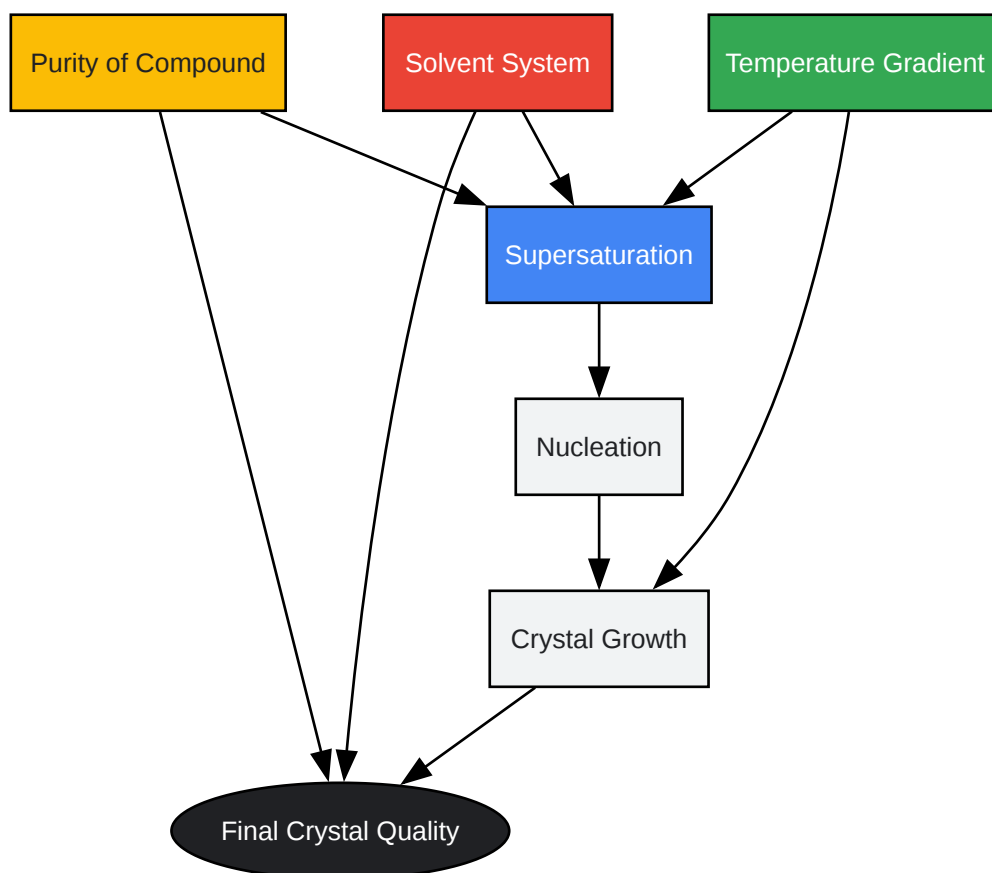 Purity of Compound
Solvent System
Temperature Gradient
Supersaturation
Nucleation
Crystal Growth
Final Crystal Quality